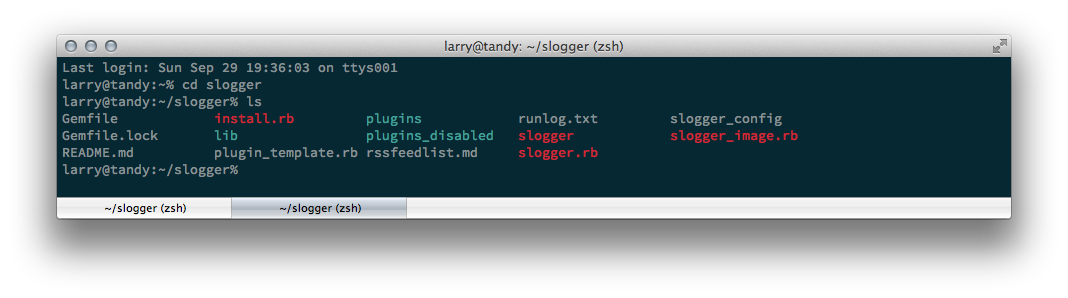 larry@tandy: ~/slogger (zsh)
Last login: Sun Sep 29 19:36:03 on ttys001
larry@tandy:~% cd slogger
larry@tandy:~/slogger% ls
Gemfile install.rb plugins runlog.txt slogger_config
Gemfile.lock lib plugins_disabled slogger slogger_image.rb
README.md plugin_template.rb rssfeedlist.md slogger.rb
larry@tandy:~/slogger%
~/slogger (zsh) ~/slogger (zsh)